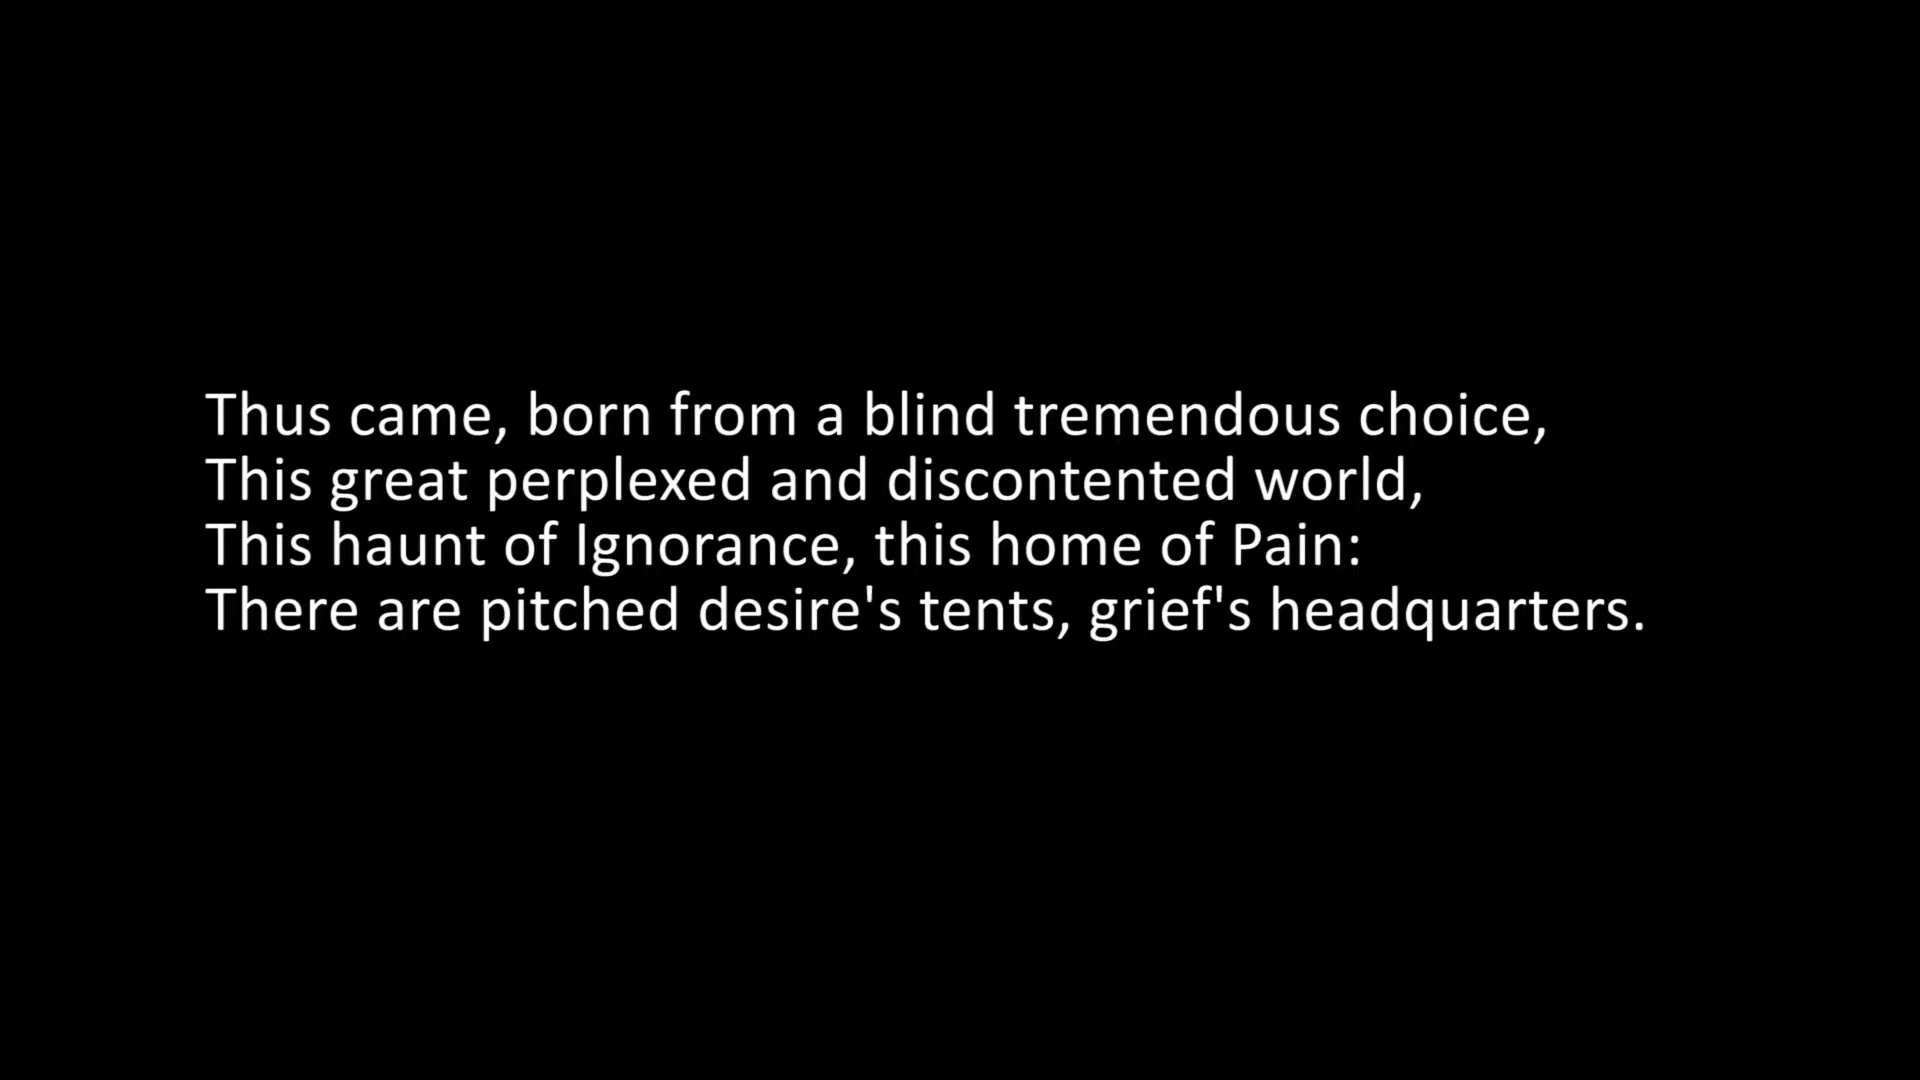 Thus came, born from a blind tremendous choice,
This great perplexed and discontented world,
This haunt of Ignorance, this home of Pain:
There are pitched desire's tents, grief's headquarters.